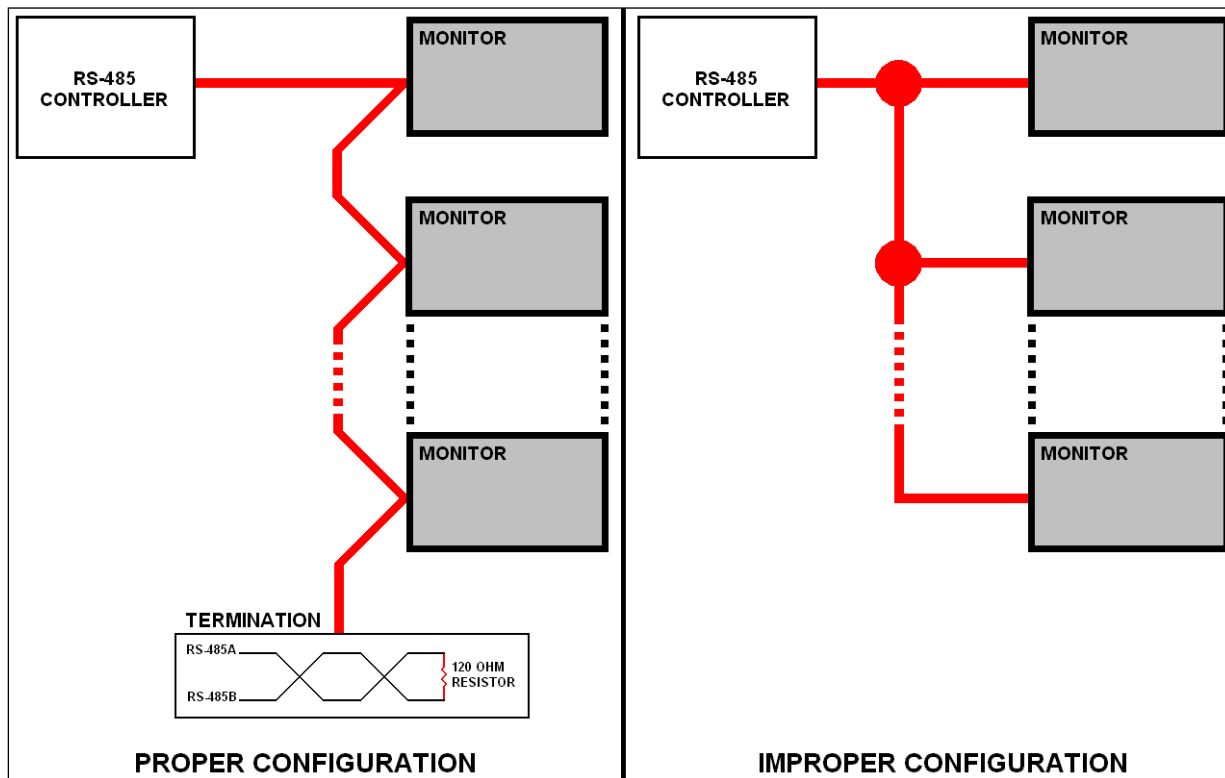 RS-485
CONTROLLER
MONITOR
MONITOR
MONITOR
TERMINATION
RS-485A
RS-485B
120 OHM
RESISTOR
PROPER CONFIGURATION
RS-485
CONTROLLER
MONITOR
MONITOR
MONITOR
IMPROPER CONFIGURATION